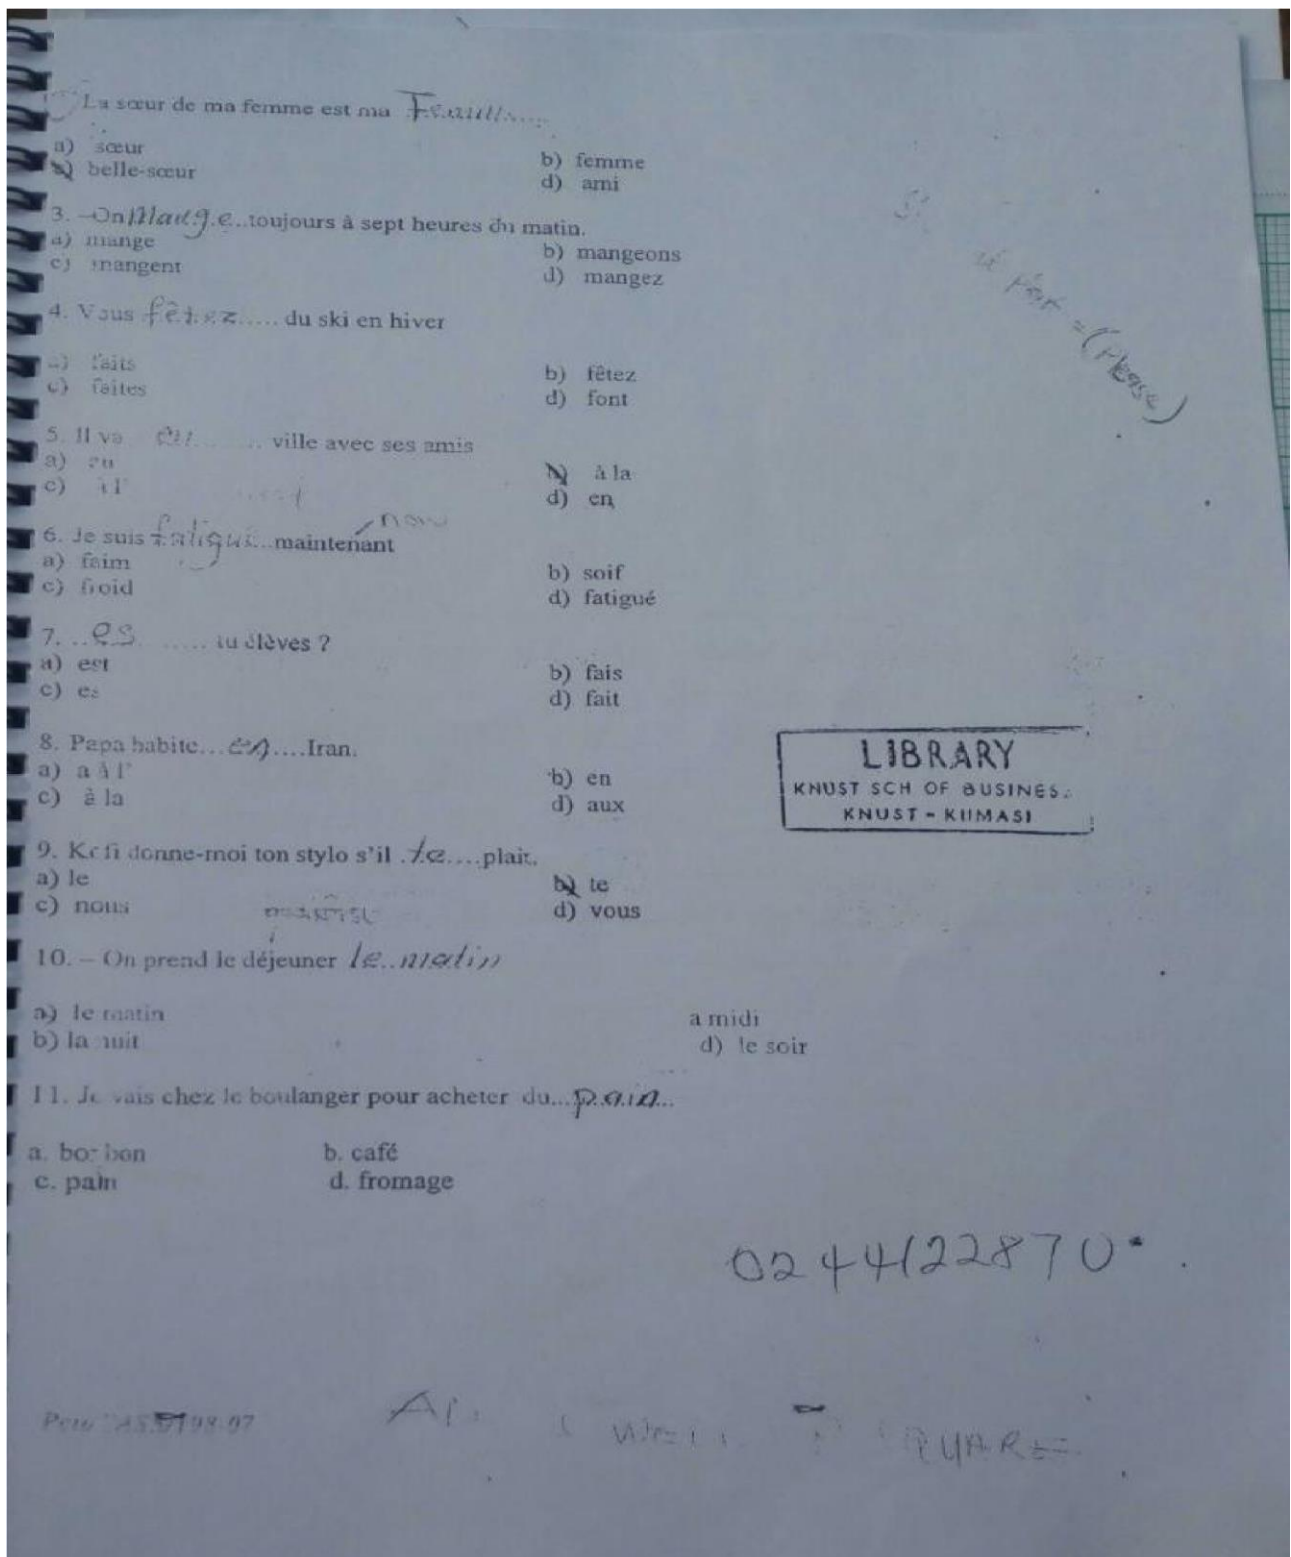 La sœur de ma femme est ma
a) sœur b) femme
belle-sœur d) ami
3. –On Mange...toujours à sept heures du matin.
a) mange b) mangeons
c) mangent d) mangez
4. Vous fêtez..... du ski en hiver
a) faits b) fêtez
c) faites d) font
5. Il va en ville avec ses amis
a) au à la
c) à l' d) en
now
6. Je suis fatigué...maintenant
a) faim b) soif
c) froid d) fatigué
7. ..es. ..... tu élèves ?
a) est b) fais
c) es d) fait
8. Papa habite...en....Iran.
a) a à l' b) en
c) à la d) aux
9. Kofi donne-moi ton stylo s'il .te....plait.
a) le b) te
c) nous d) vous
10. – On prend le déjeuner le..matin
a) le matin a midi
b) la nuit d) le soir
11. Je vais chez le boulanger pour acheter du...pain...
a. bonbon b. café
c. pain d. fromage
(Please)
LIBRARY
KNUST SCH OF BUSINES
KNUST - KUMASI
0244122870